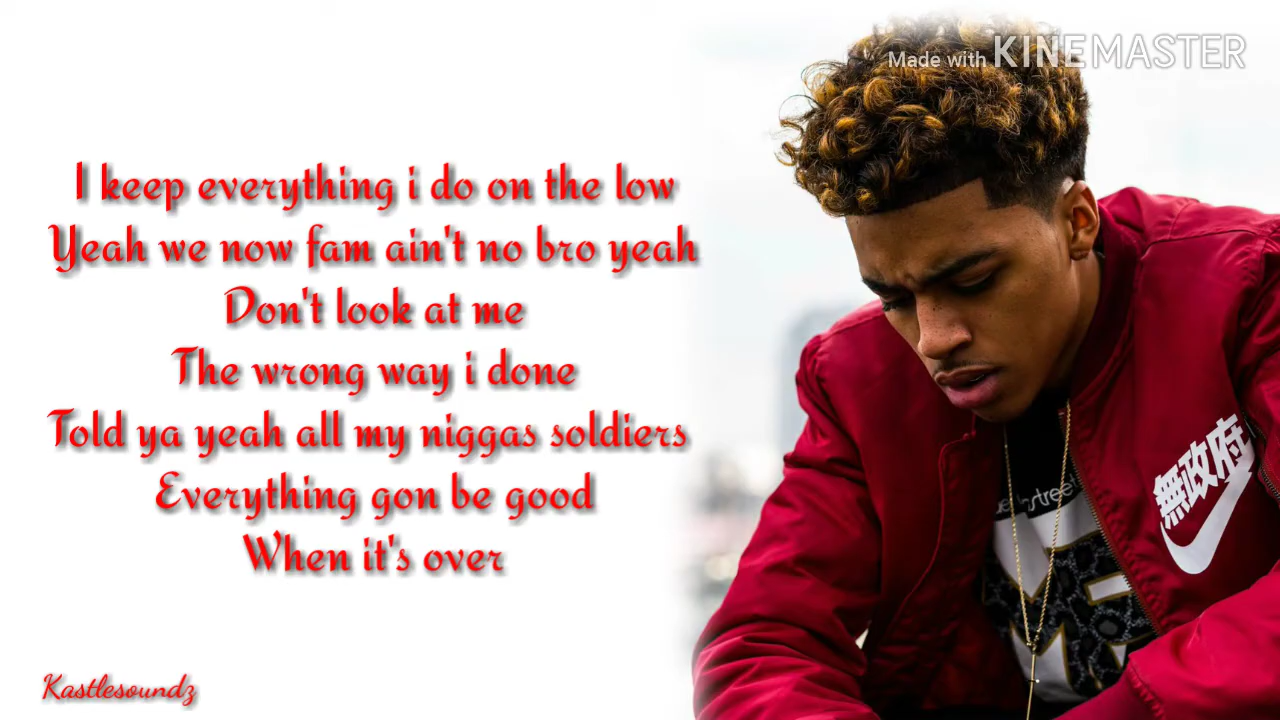 Made with KINEMASTER
I keep everything i do on the low
Yeah we now fam ain't no bro yeah
Don't look at me
The wrong way i done
Told ya yeah all my niggas soldiers
Everything gon be good
When it's over
無政府
street
Kastlesoundz